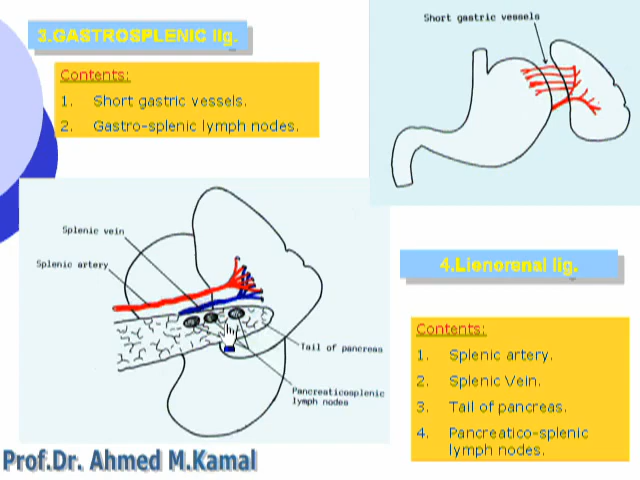 3.GASTROSPLENIC lig.
Contents:
1. Short gastric vessels.
2. Gastro-splenic lymph nodes.
Short gastric vessels
Splenic vein
Splenic artery
Tail of pancreas
Pancreaticosplenic
lymph nodes
4.Lienorenal lig.
Contents:
1. Splenic artery.
2. Splenic Vein.
3. Tail of pancreas.
4. Pancreatico-splenic
lymph nodes.
Prof.Dr. Ahmed M.Kamal